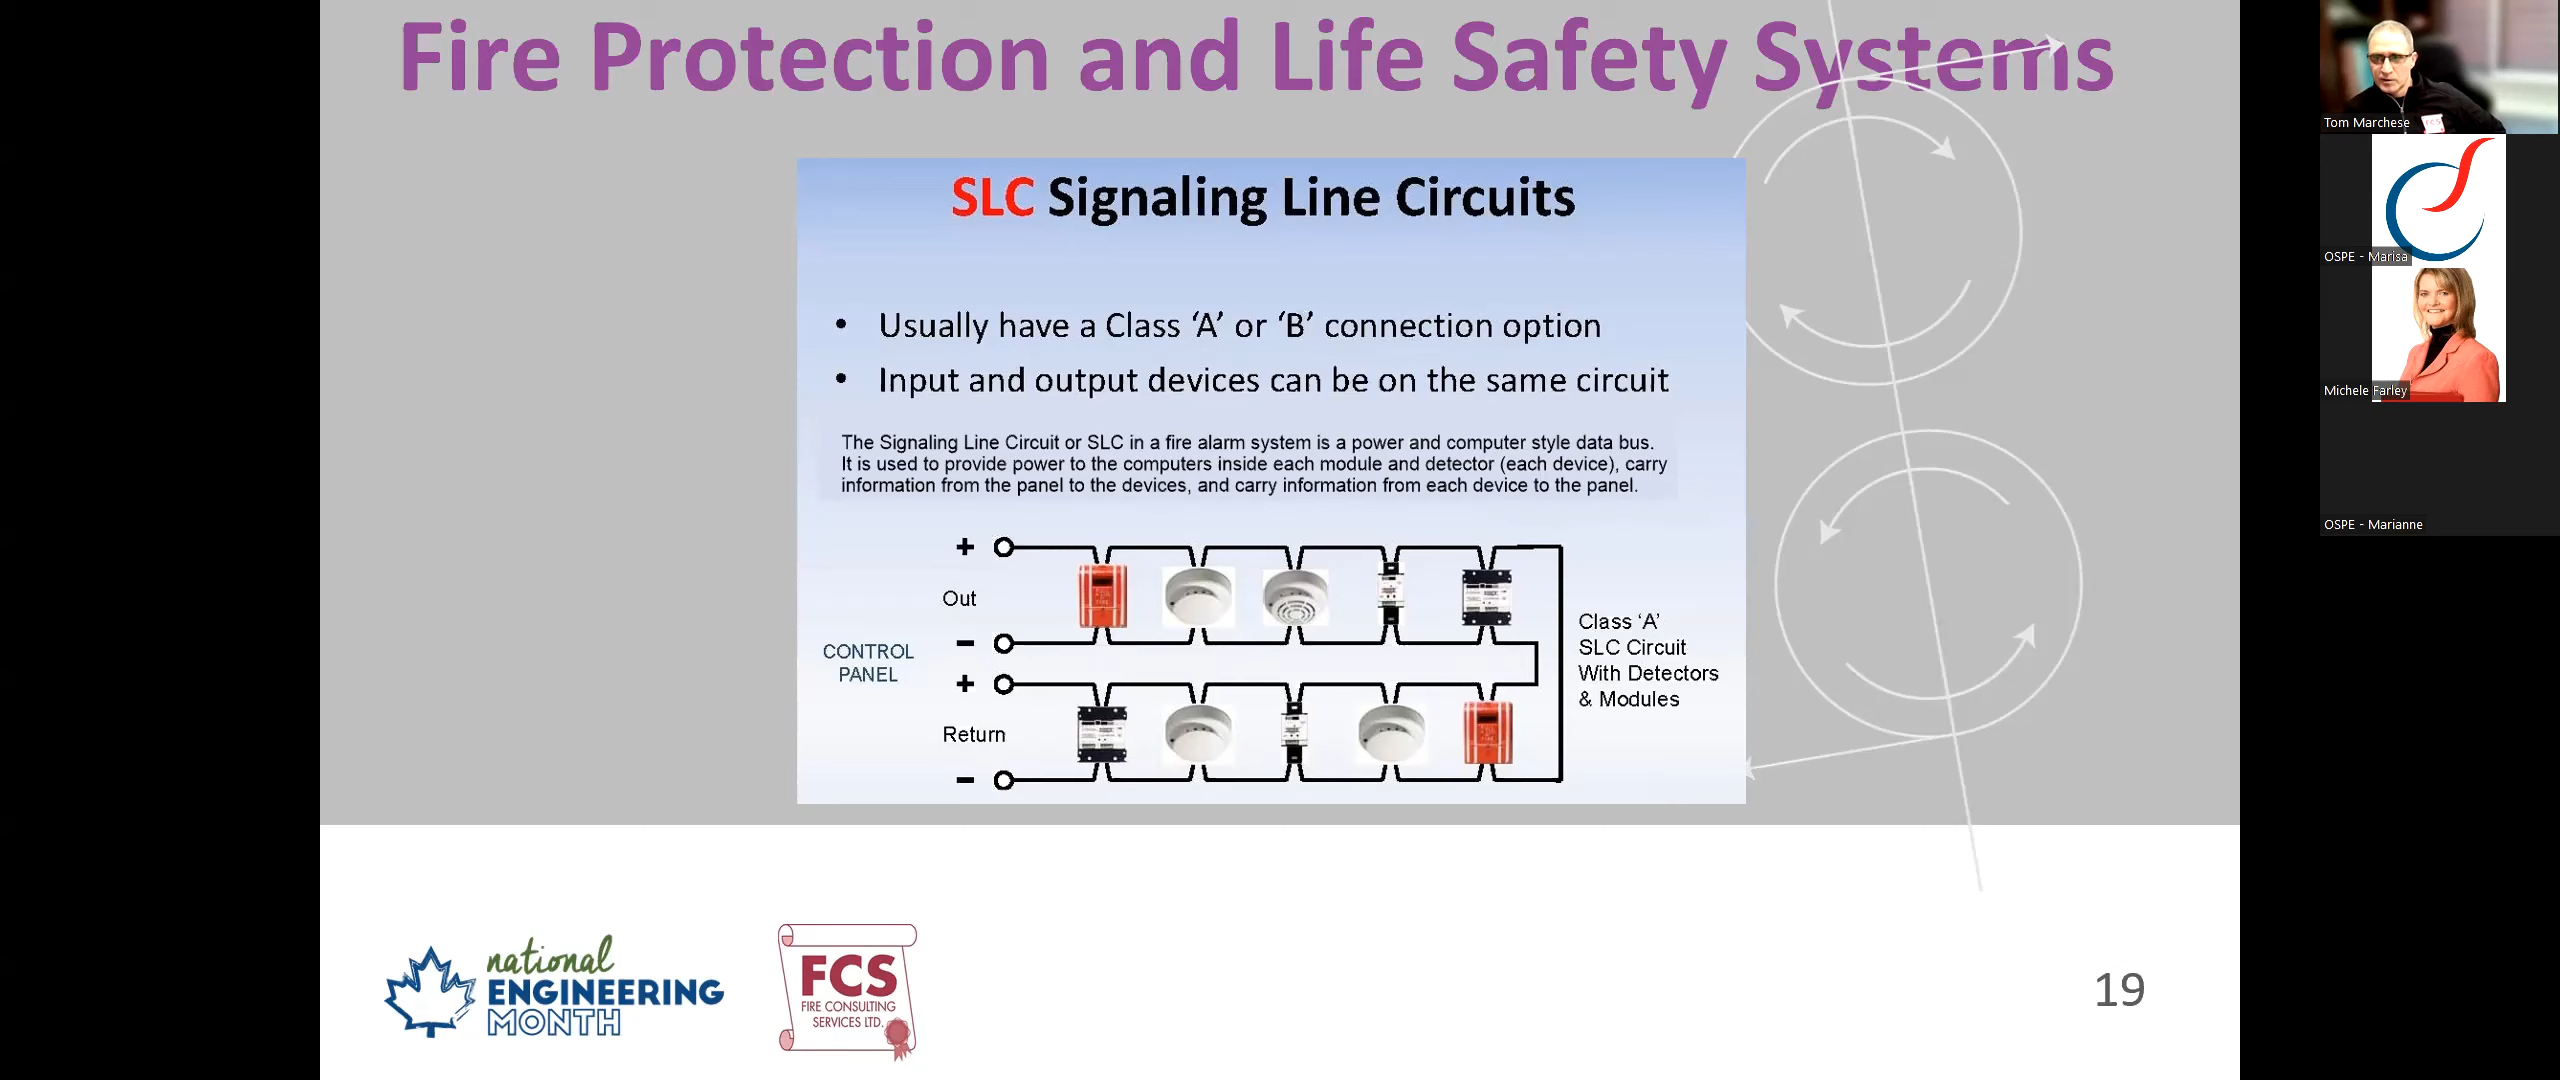 Fire Protection and Life Safety Systems
SLC Signaling Line Circuits
• Usually have a Class ‘A’ or ‘B’ connection option
• Input and output devices can be on the same circuit
The Signaling Line Circuit or SLC in a fire alarm system is a power and computer style data bus.
It is used to provide power to the computers inside each module and detector (each device), carry
information from the panel to the devices, and carry information from each device to the panel.
+
Out
−
CONTROL
PANEL
+
Return
−
Class ‘A’
SLC Circuit
With Detectors
& Modules
national
ENGINEERING
MONTH
FCS
FIRE CONSULTING
SERVICES LTD.
19
Tom Marchese
FCS
OSPE - Marisa
Michele Farley
OSPE - Marianne